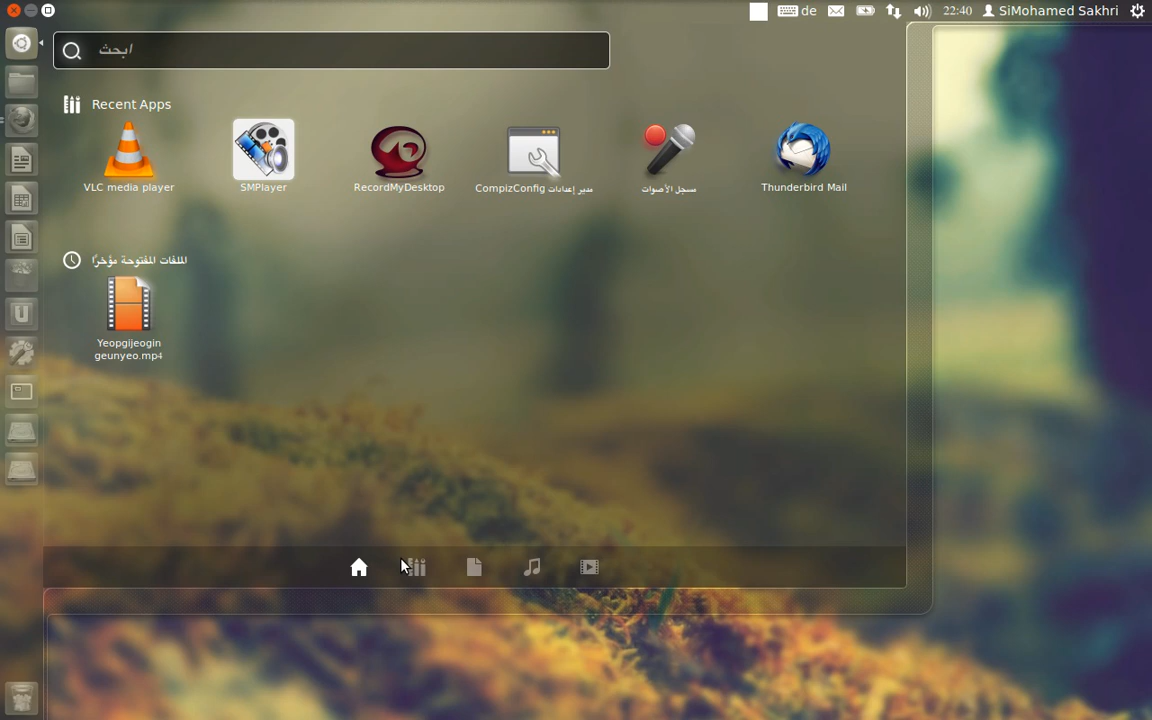 de
22:40
SiMohamed Sakhri
ابحث
Recent Apps
VLC media player
SMPlayer
RecordMyDesktop
مدير إعدادات CompizConfig
مسجل الأصوات
Thunderbird Mail
الملفات المفتوحة مؤخرًا
Yeopgijeogin
geunyeo.mp4